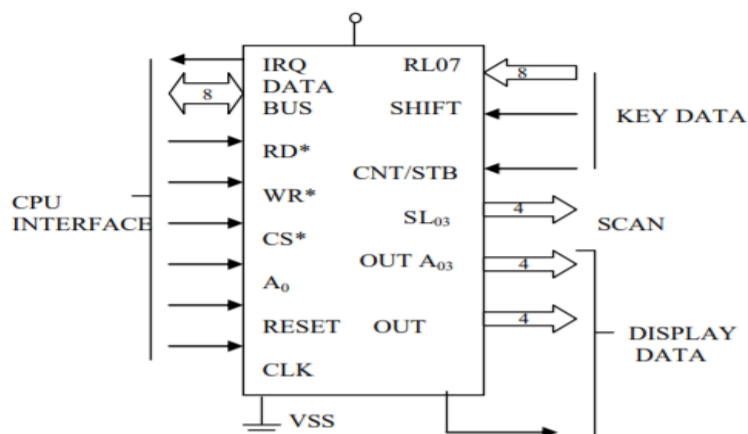 IRQ RL07
DATA
8 8
BUS SHIFT
KEY DATA
RD*
CNT/STB
WR*
CPU
INTERFACE
4
SL03
SCAN
CS*
OUT A03 4
A0
RESET OUT 4
DISPLAY
DATA
CLK
VSS